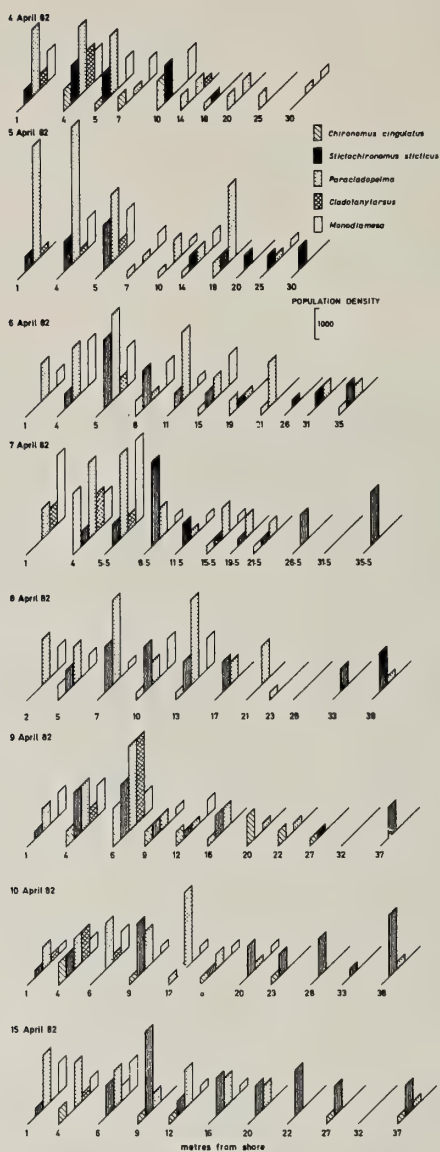 4 April 82
1 4 5 7 10 14 18 20 25 30
5 April 82
Chironomus cingulatus
Stictochironomus sticticus
Paracladopelma
Cladotanytarsus
Monodiamesa
1 4 5 7 10 14 18 20 25 30
POPULATION DENSITY
1000
6 April 82
1 4 5 8 11 15 19 21 26 31 35
7 April 82
1 4 5·5 8·5 11·5 15·5 19·5 21·5 26·5 31·5 35·5
8 April 82
2 5 7 10 13 17 21 23 28 33 38
9 April 82
1 4 6 9 12 16 20 22 27 32 37
10 April 82
1 4 6 9 17 20 23 28 33 38
15 April 82
1 4 6 9 12 16 20 22 27 32 37
metres from shore